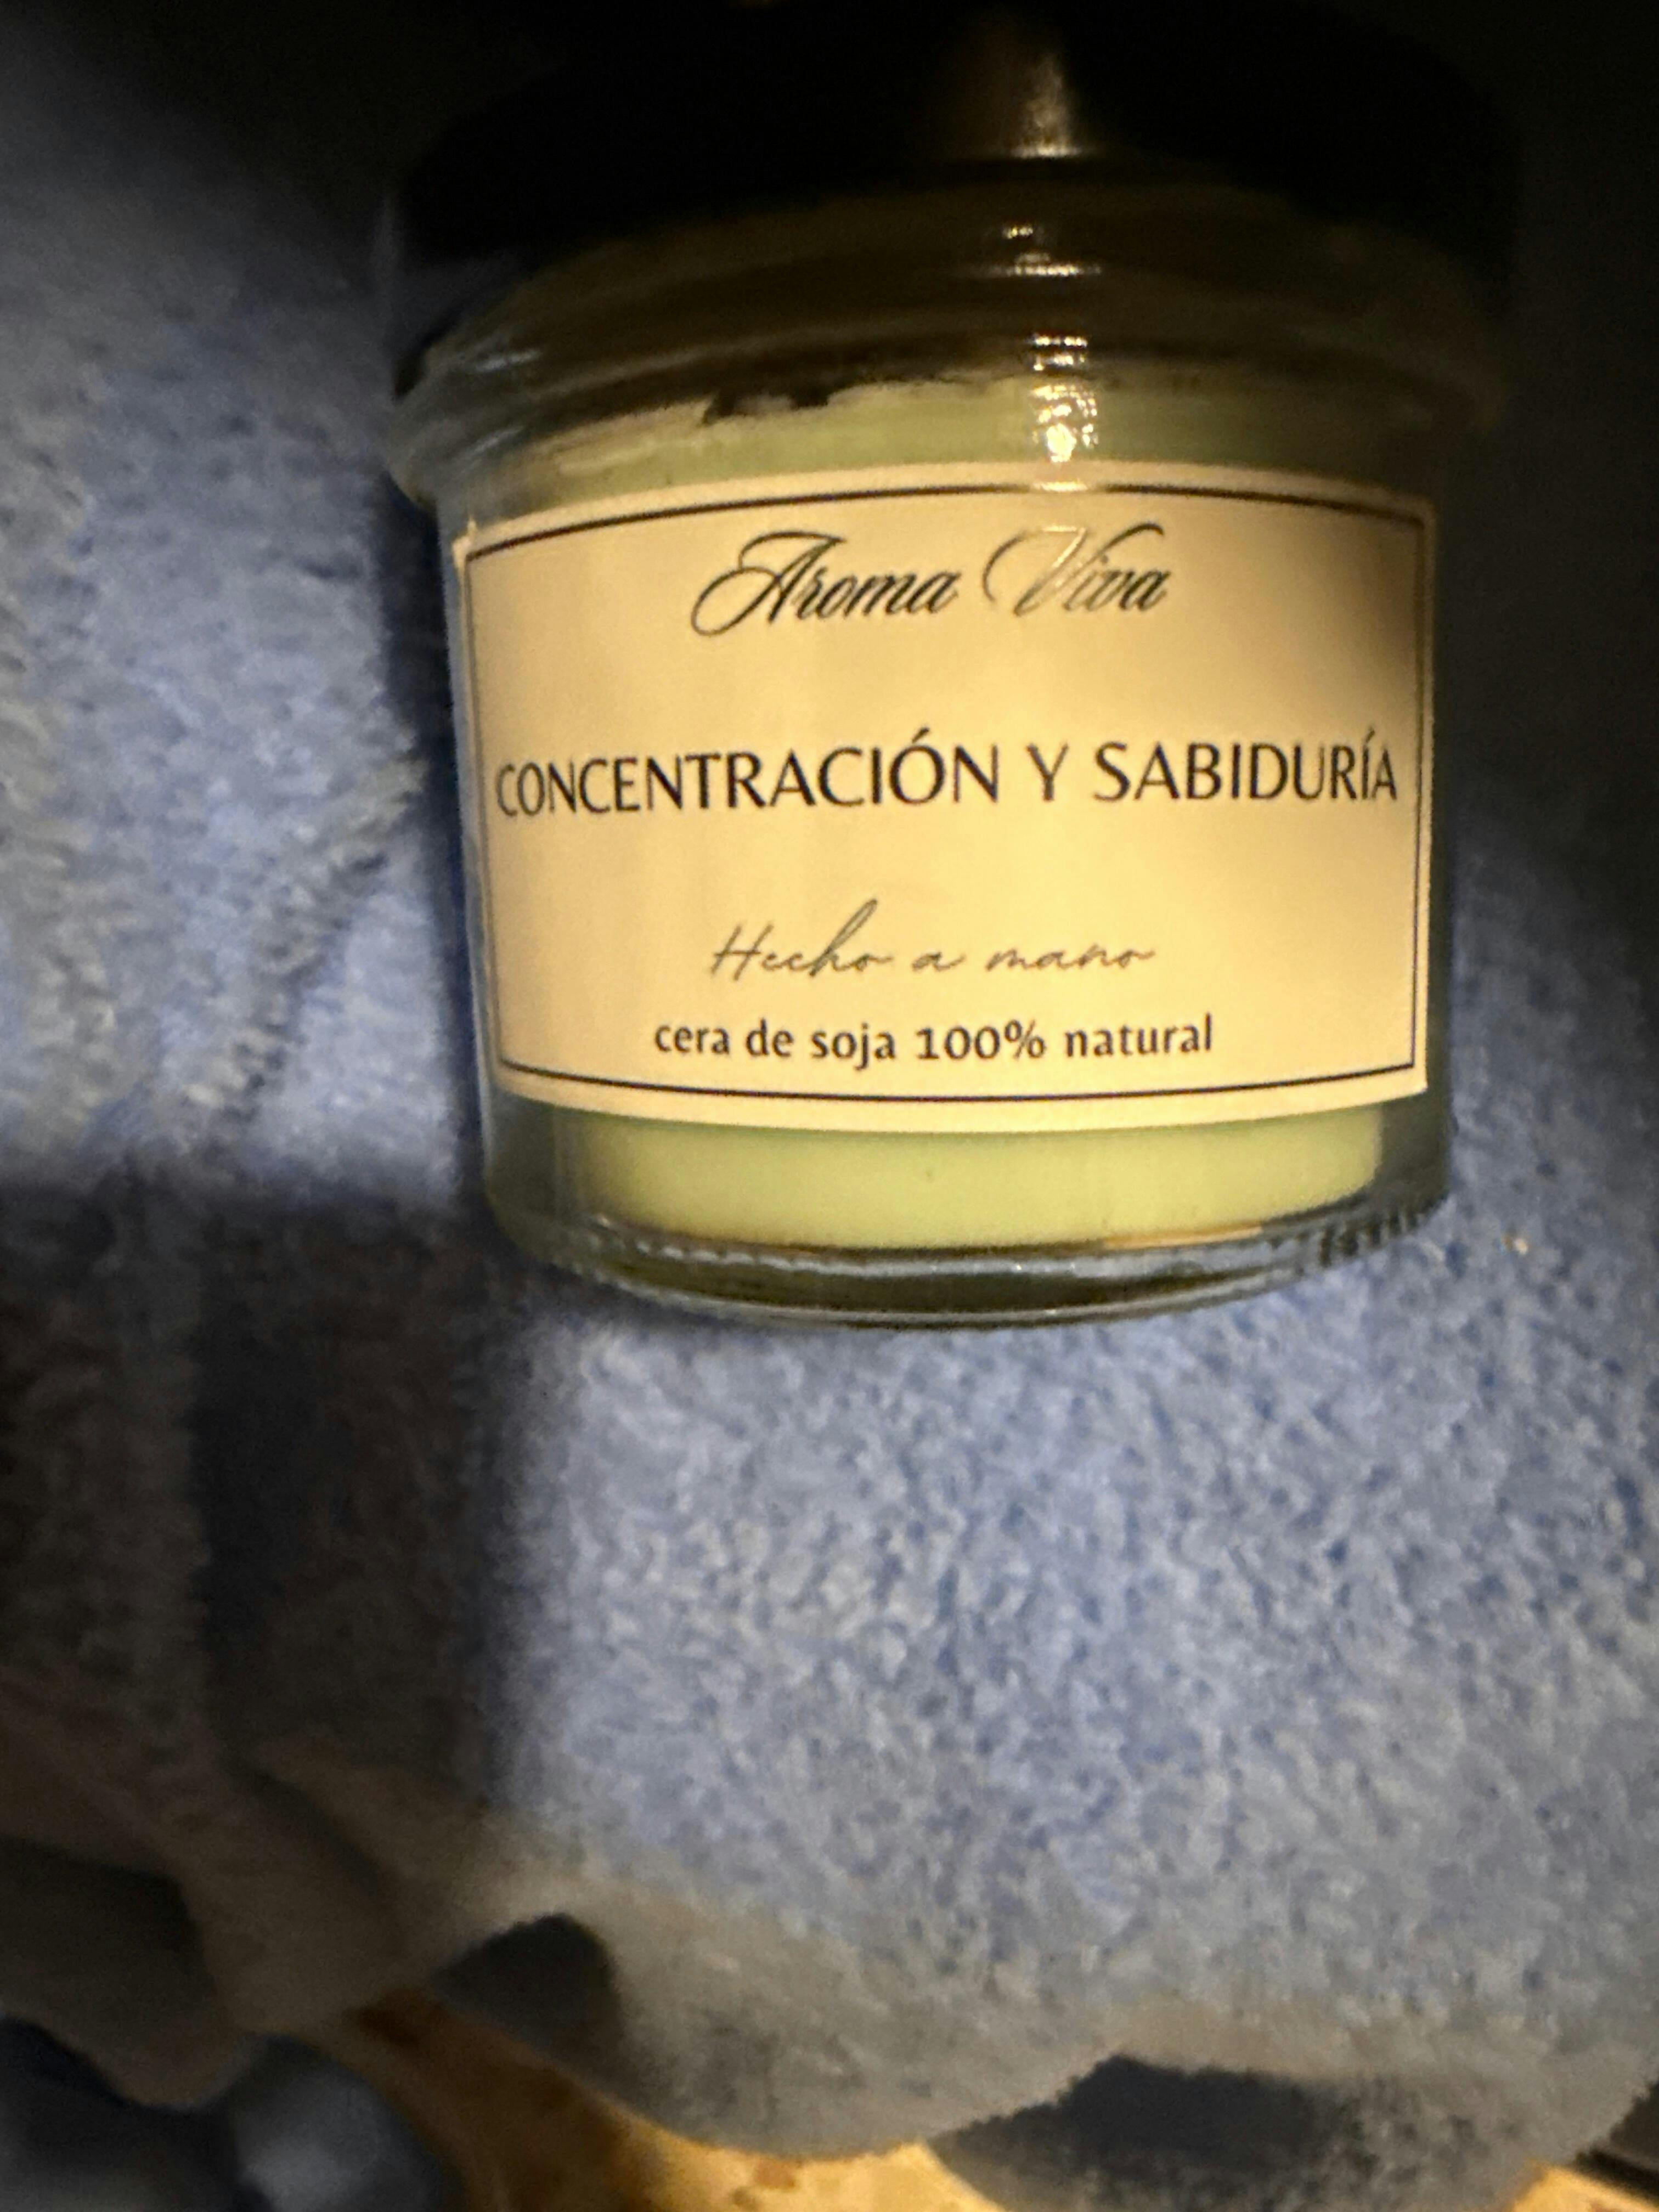 Aroma Viva
CONCENTRACIÓN Y SABIDURÍA
Hecho a mano
cera de soja 100% natural